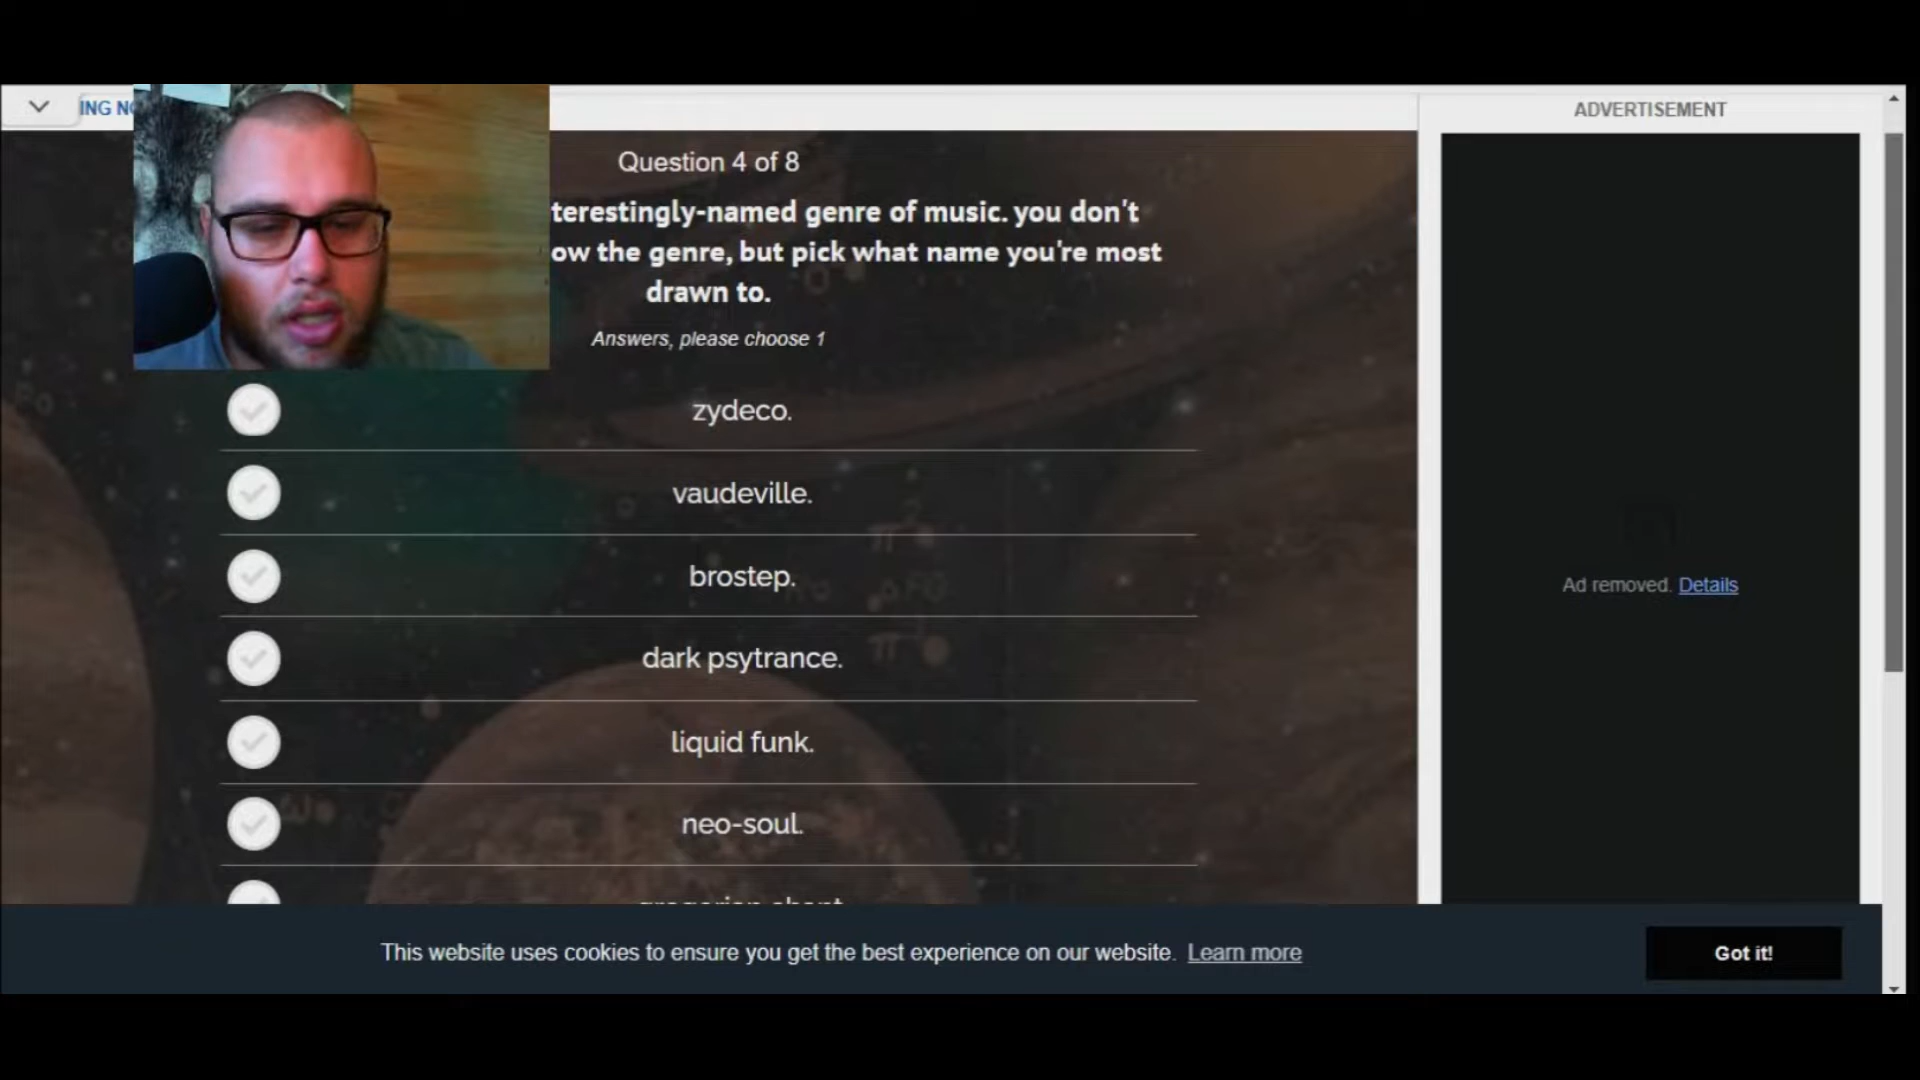 ING NO
ADVERTISEMENT
Question 4 of 8
terestingly-named genre of music. you don't
ow the genre, but pick what name you're most
drawn to.
Answers, please choose 1
zydeco.
vaudeville.
brostep.
dark psytrance.
liquid funk.
neo-soul.
gregorian chant.
Ad removed. Details
This website uses cookies to ensure you get the best experience on our website. Learn more
Got it!